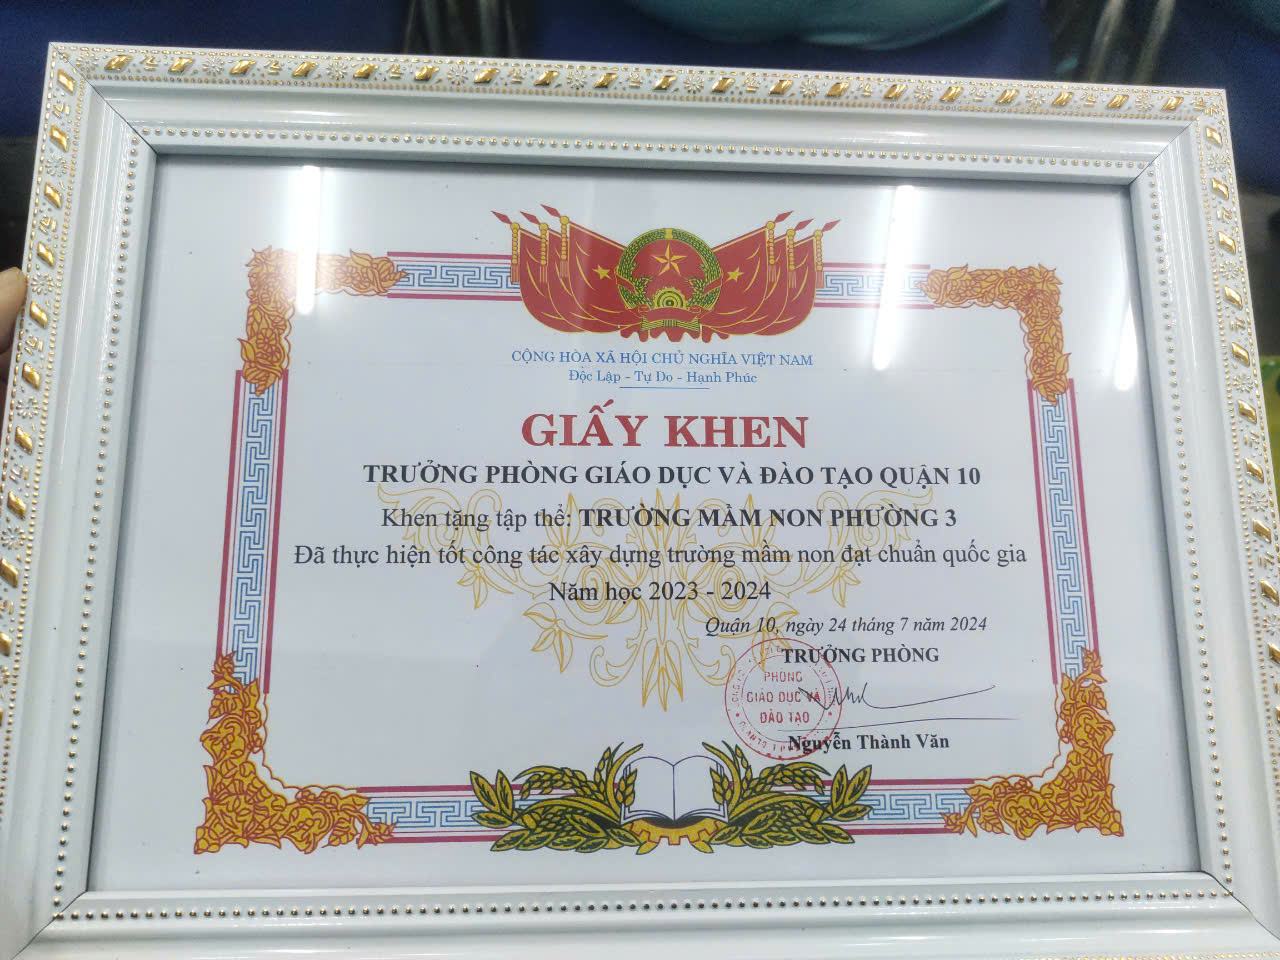 CỘNG HÒA XÃ HỘI CHỦ NGHĨA VIỆT NAM
Độc Lập - Tự Do - Hạnh Phúc
GIẤY KHEN
TRƯỞNG PHÒNG GIÁO DỤC VÀ ĐÀO TẠO QUẬN 10
Khen tặng tập thể: TRƯỜNG MẦM NON PHƯỜNG 3
Đã thực hiện tốt công tác xây dựng trường mầm non đạt chuẩn quốc gia
Năm học 2023 - 2024
Quận 10, ngày 24 tháng 7 năm 2024
TRƯỞNG PHÒNG
PHÒNG
GIÁO DỤC VÀ
ĐÀO TẠO
Nguyễn Thành Văn